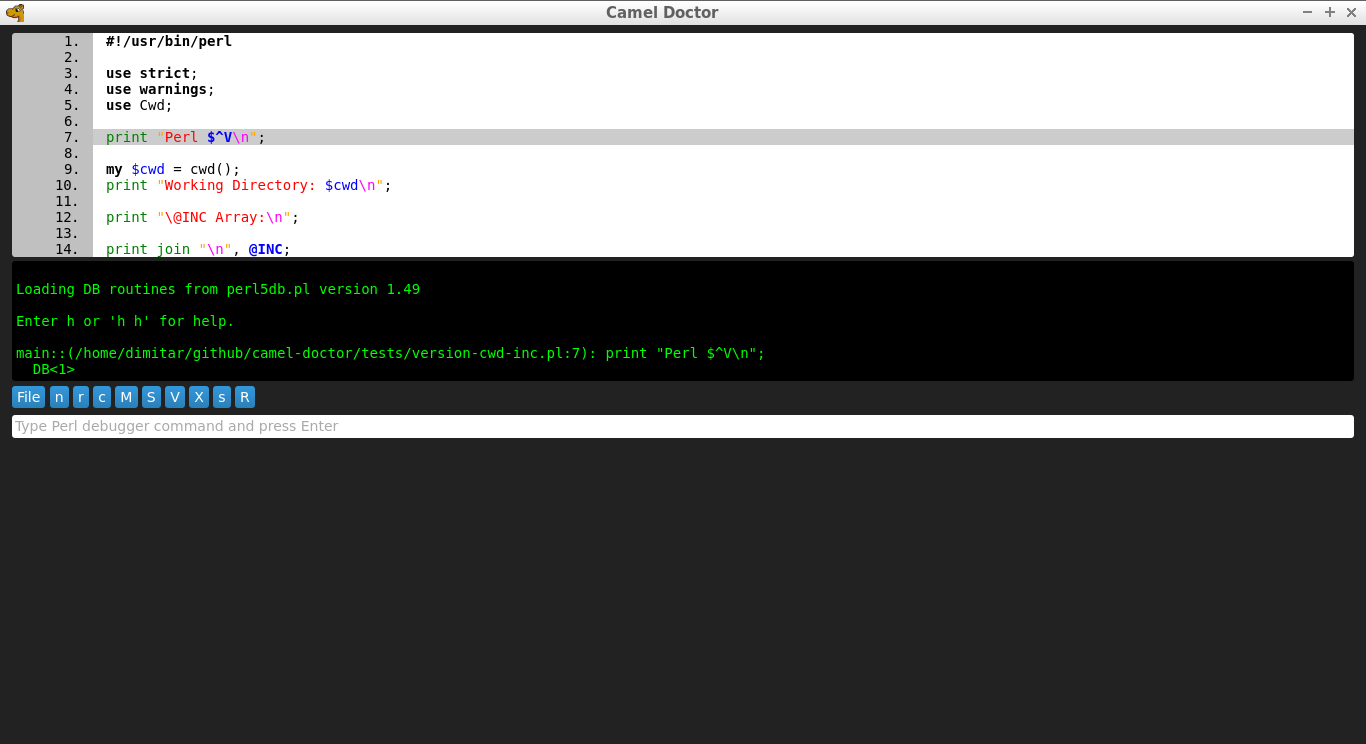 Camel Doctor
1. #!/usr/bin/perl
2.
3. use strict;
4. use warnings;
5. use Cwd;
6.
7. print "Perl $^V\n";
8.
9. my $cwd = cwd();
10. print "Working Directory: $cwd\n";
11.
12. print "\@INC Array:\n";
13.
14. print join "\n", @INC;
Loading DB routines from perl5db.pl version 1.49
Enter h or 'h h' for help.
main::(/home/dimitar/github/camel-doctor/tests/version-cwd-inc.pl:7): print "Perl $^V\n";
DB<1>
File n r c M S V X s R
Type Perl debugger command and press Enter